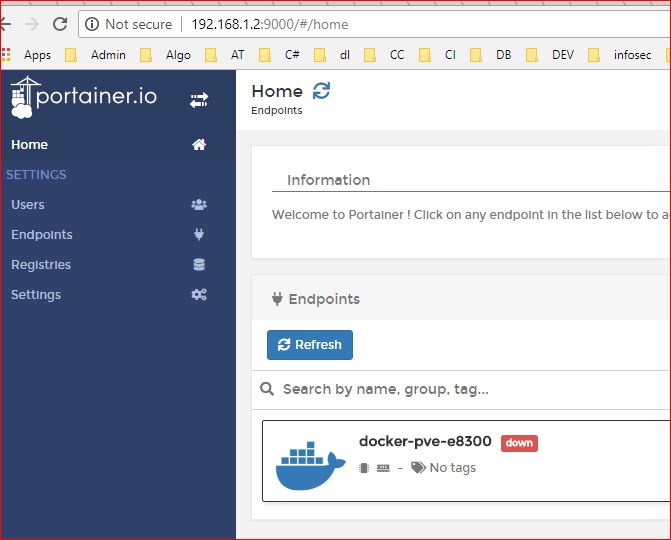 Not secure 192.168.1.2:9000/#/home
Apps Admin Algo AT C# dl CC CI DB DEV infosec
portainer.io
Home
SETTINGS
Users
Endpoints
Registries
Settings
Home
Endpoints
Information
Welcome to Portainer ! Click on any endpoint in the list below to
Endpoints
Refresh
Search by name, group, tag...
docker-pve-e8300 down
- No tags